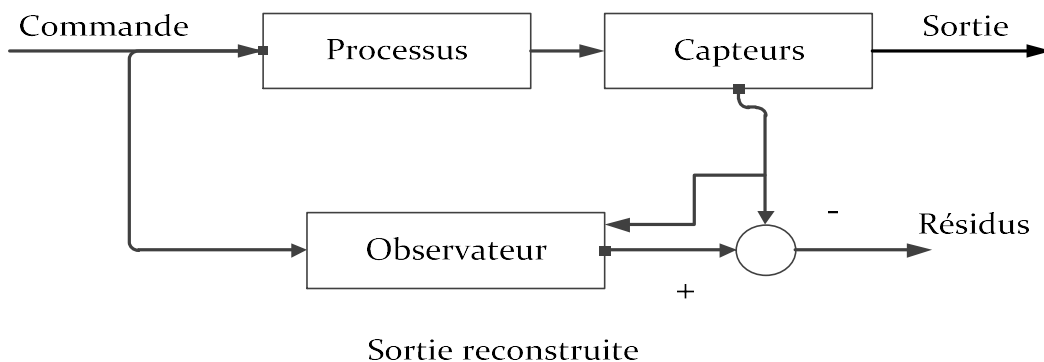 Commande
Processus
Capteurs
Sortie
Observateur
-
Résidus
+
Sortie reconstruite